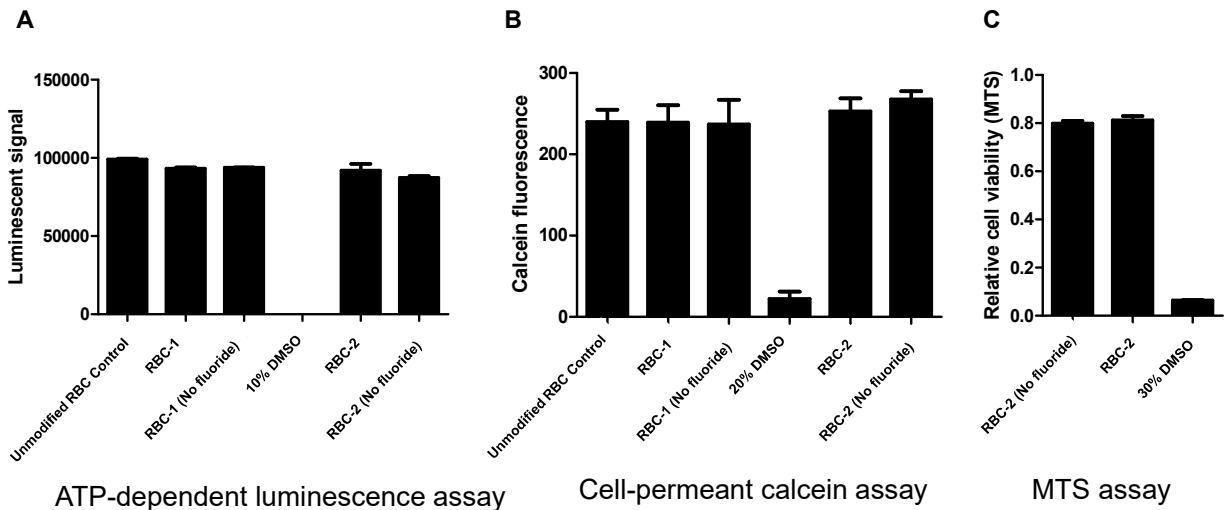 A
Luminescent signal
150000
100000
50000
0
Unmodified RBC Control
RBC-1
RBC-1 (No fluoride)
10% DMSO
RBC-2
RBC-2 (No fluoride)
ATP-dependent luminescence assay
B
Calcein fluorescence
300
200
100
0
Unmodified RBC Control
RBC-1
RBC-1 (No fluoride)
20% DMSO
RBC-2
RBC-2 (No fluoride)
Cell-permeant calcein assay
C
Relative cell viability (MTS)
1.0
0.8
0.6
0.4
0.2
0.0
RBC-2 (No fluoride)
RBC-2
30% DMSO
MTS assay